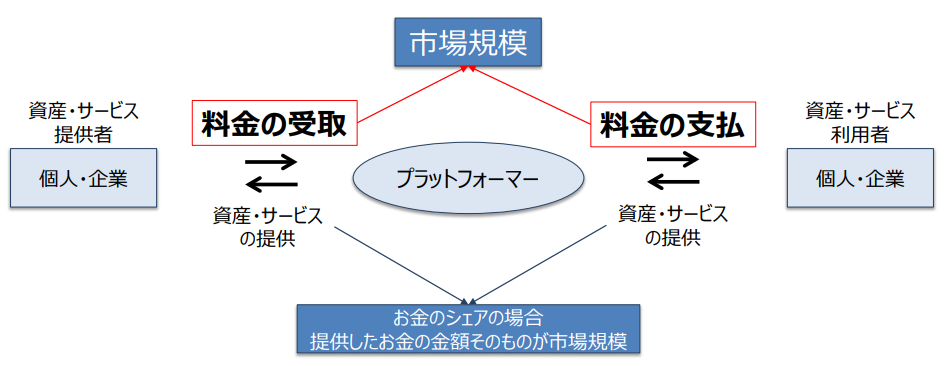 市場規模
資産・サービス
提供者
料金の受取
料金の支払
資産・サービス
利用者
個人・企業
プラットフォーマー
個人・企業
資産・サービス
の提供
資産・サービス
の提供
お金のシェアの場合
提供したお金の金額そのものが市場規模